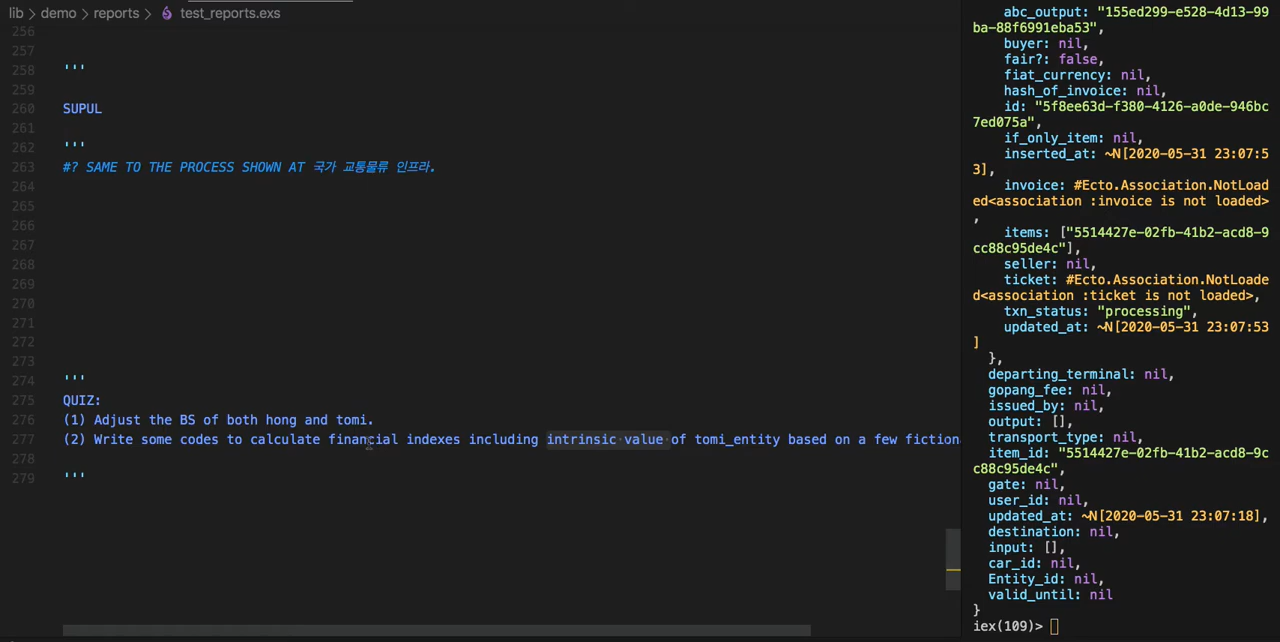 lib > demo > reports > test_reports.exs
256
257
258 '''
259
260 SUPUL
261
262 '''
263 #? SAME TO THE PROCESS SHOWN AT 국가 교통물류 인프라.
264
265
266
267
268
269
270
271
272
273
274 '''
275 QUIZ:
276 (1) Adjust the BS of both hong and tomi.
277 (2) Write some codes to calculate financial indexes including intrinsic value of tomi_entity based on a few fiction
278
279 '''
abc_output: "155ed299-e528-4d13-99
ba-88f6991eba53",
buyer: nil,
fair?: false,
fiat_currency: nil,
hash_of_invoice: nil,
id: "5f8ee63d-f380-4126-a0de-946bc
7ed075a",
if_only_item: nil,
inserted_at: ~N[2020-05-31 23:07:5
3],
invoice: #Ecto.Association.NotLoad
ed<association :invoice is not loaded>
,
items: ["5514427e-02fb-41b2-acd8-9
cc88c95de4c"],
seller: nil,
ticket: #Ecto.Association.NotLoade
d<association :ticket is not loaded>,
txn_status: "processing",
updated_at: ~N[2020-05-31 23:07:53
]
},
departing_terminal: nil,
gopang_fee: nil,
issued_by: nil,
output: [],
transport_type: nil,
item_id: "5514427e-02fb-41b2-acd8-9cc
c88c95de4c",
gate: nil,
user_id: nil,
updated_at: ~N[2020-05-31 23:07:18],
destination: nil,
input: [],
car_id: nil,
Entity_id: nil,
valid_until: nil
}
iex(109)>